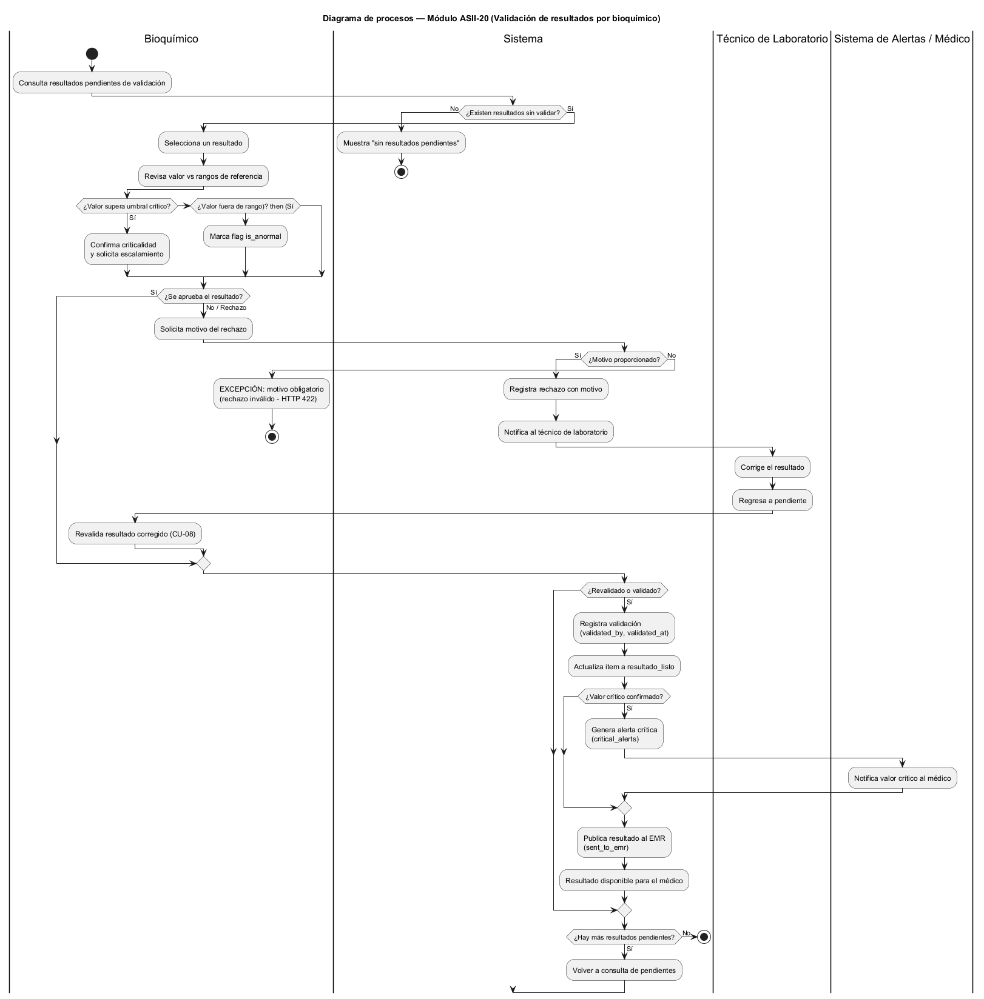 Diagrama de procesos — Módulo ASII-20 (Validación de resultados por bioquímico)
Bioquímico
Sistema
Técnico de Laboratorio
Sistema de Alertas / Médico
Consulta resultados pendientes de validación
¿Existen resultados sin validar?
No
Sí
Selecciona un resultado
Muestra "sin resultados pendientes"
Revisa valor vs rangos de referencia
¿Valor supera umbral crítico?
¿Valor fuera de rango)? then (Sí
Sí
Marca flag is_anormal
Confirma criticalidad
y solicita escalamiento
Sí
¿Se aprueba el resultado?
No / Rechazo
Solicita motivo del rechazo
Sí
¿Motivo proporcionado?
No
EXCEPCIÓN: motivo obligatorio
(rechazo inválido - HTTP 422)
Registra rechazo con motivo
Notifica al técnico de laboratorio
Corrige el resultado
Regresa a pendiente
Revalida resultado corregido (CU-08)
¿Revalidado o validado?
Sí
Registra validación
(validated_by, validated_at)
Actualiza item a resultado_listo
¿Valor crítico confirmado?
Sí
Genera alerta crítica
(critical_alerts)
Notifica valor crítico al médico
Publica resultado al EMR
(sent_to_emr)
Resultado disponible para el médico
¿Hay más resultados pendientes?
No
Sí
Volver a consulta de pendientes